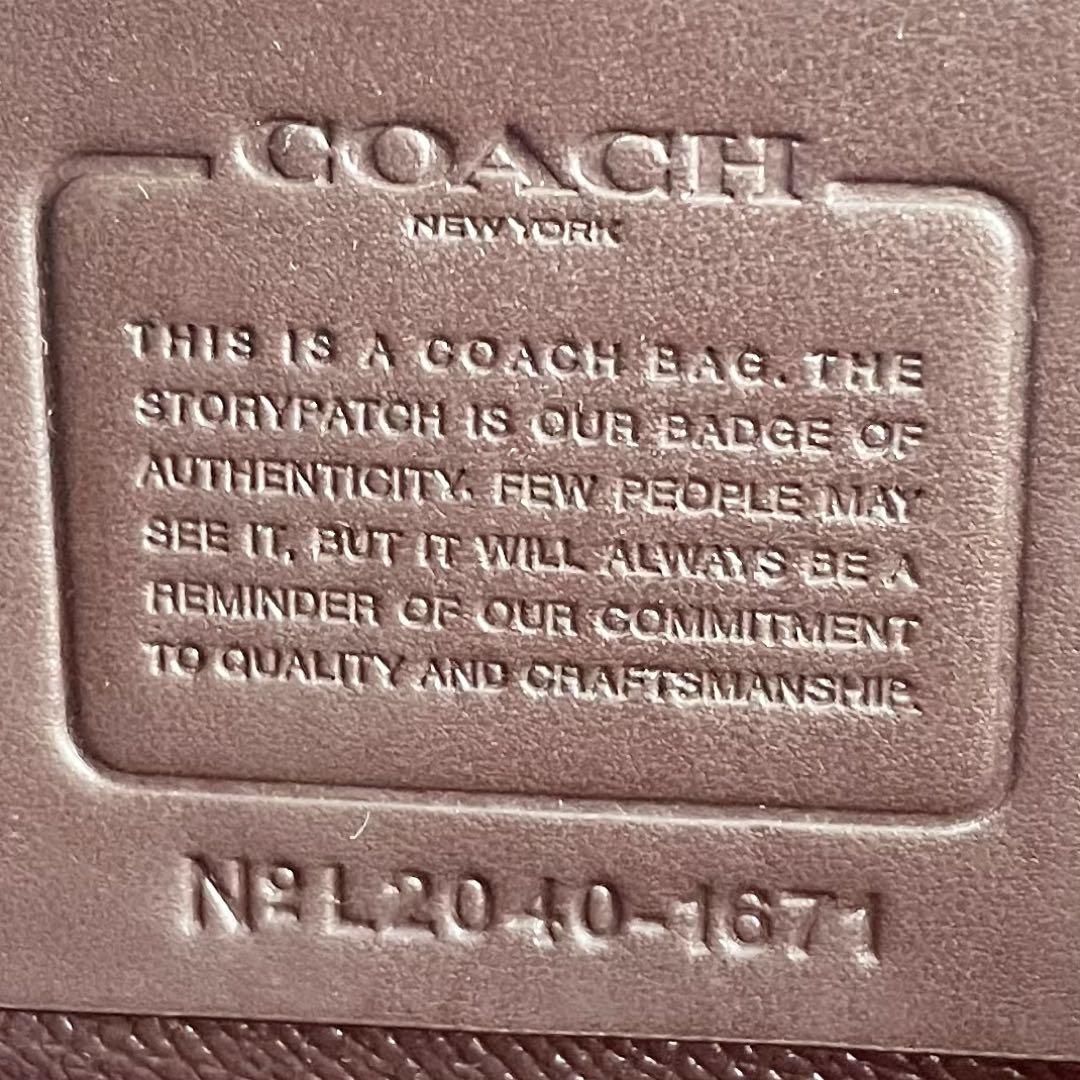 COACH
NEW YORK
THIS IS A COACH BAG. THE
STORYPATCH IS OUR BADGE OF
AUTHENTICITY. FEW PEOPLE MAY
SEE IT, BUT IT WILL ALWAYS BE A
REMINDER OF OUR COMMITMENT
TO QUALITY AND CRAFTSMANSHIP.
Nº L2040-1671